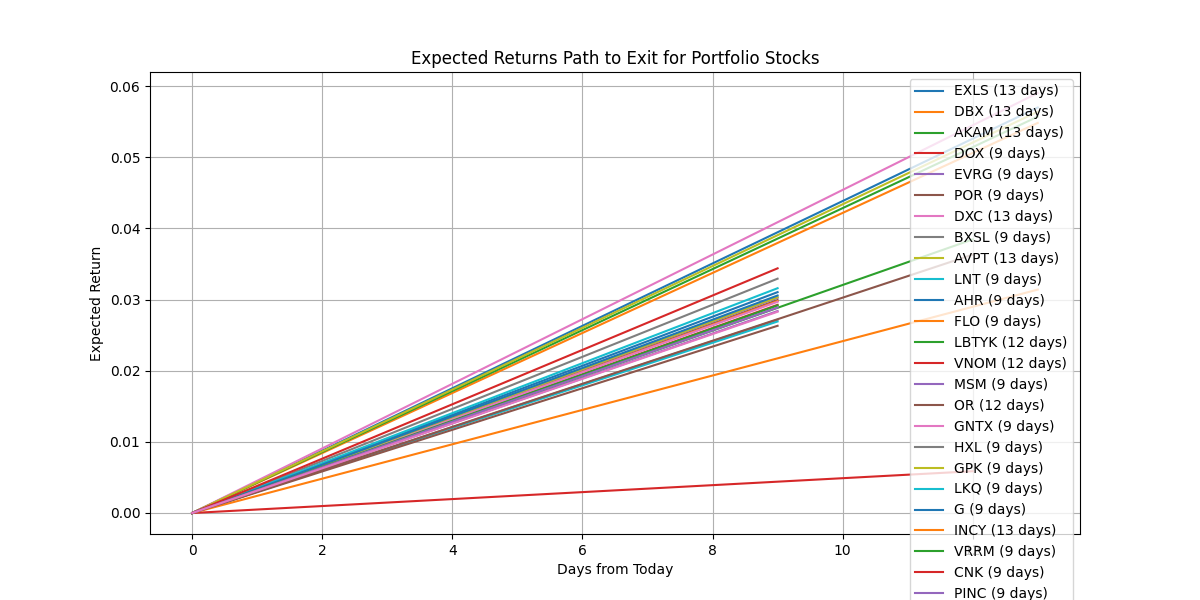 Expected Returns Path to Exit for Portfolio Stocks
0.06
0.05
0.04
0.03
0.02
0.01
0.00
Expected Return
0
2
4
6
8
10
Days from Today
EXLS (13 days)
DBX (13 days)
AKAM (13 days)
DOX (9 days)
EVRG (9 days)
POR (9 days)
DXC (13 days)
BXSL (9 days)
AVPT (13 days)
LNT (9 days)
AHR (9 days)
FLO (9 days)
LBTYK (12 days)
VNOM (12 days)
MSM (9 days)
OR (12 days)
GNTX (9 days)
HXL (9 days)
GPK (9 days)
LKQ (9 days)
G (9 days)
INCY (13 days)
VRRM (9 days)
CNK (9 days)
PINC (9 days)